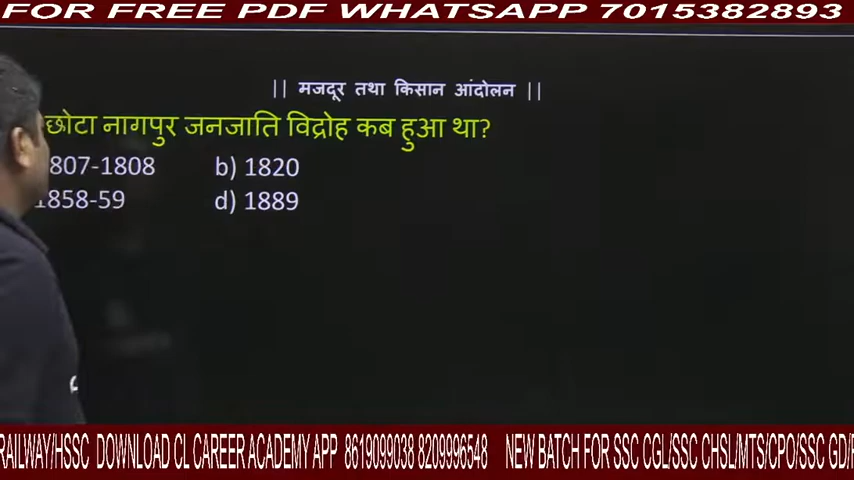 FOR FREE PDF WHATSAPP 7015382893
|| मजदूर तथा किसान आंदोलन ||
छोटा नागपुर जनजाति विद्रोह कब हुआ था?
807-1808 b) 1820
1858-59 d) 1889
RAILWAY/HSSC DOWNLOAD CL CAREER ACADEMY APP 8619099038 8209996548 NEW BATCH FOR SSC CGL/SSC CHSL/MTS/CPO/SSC GD/